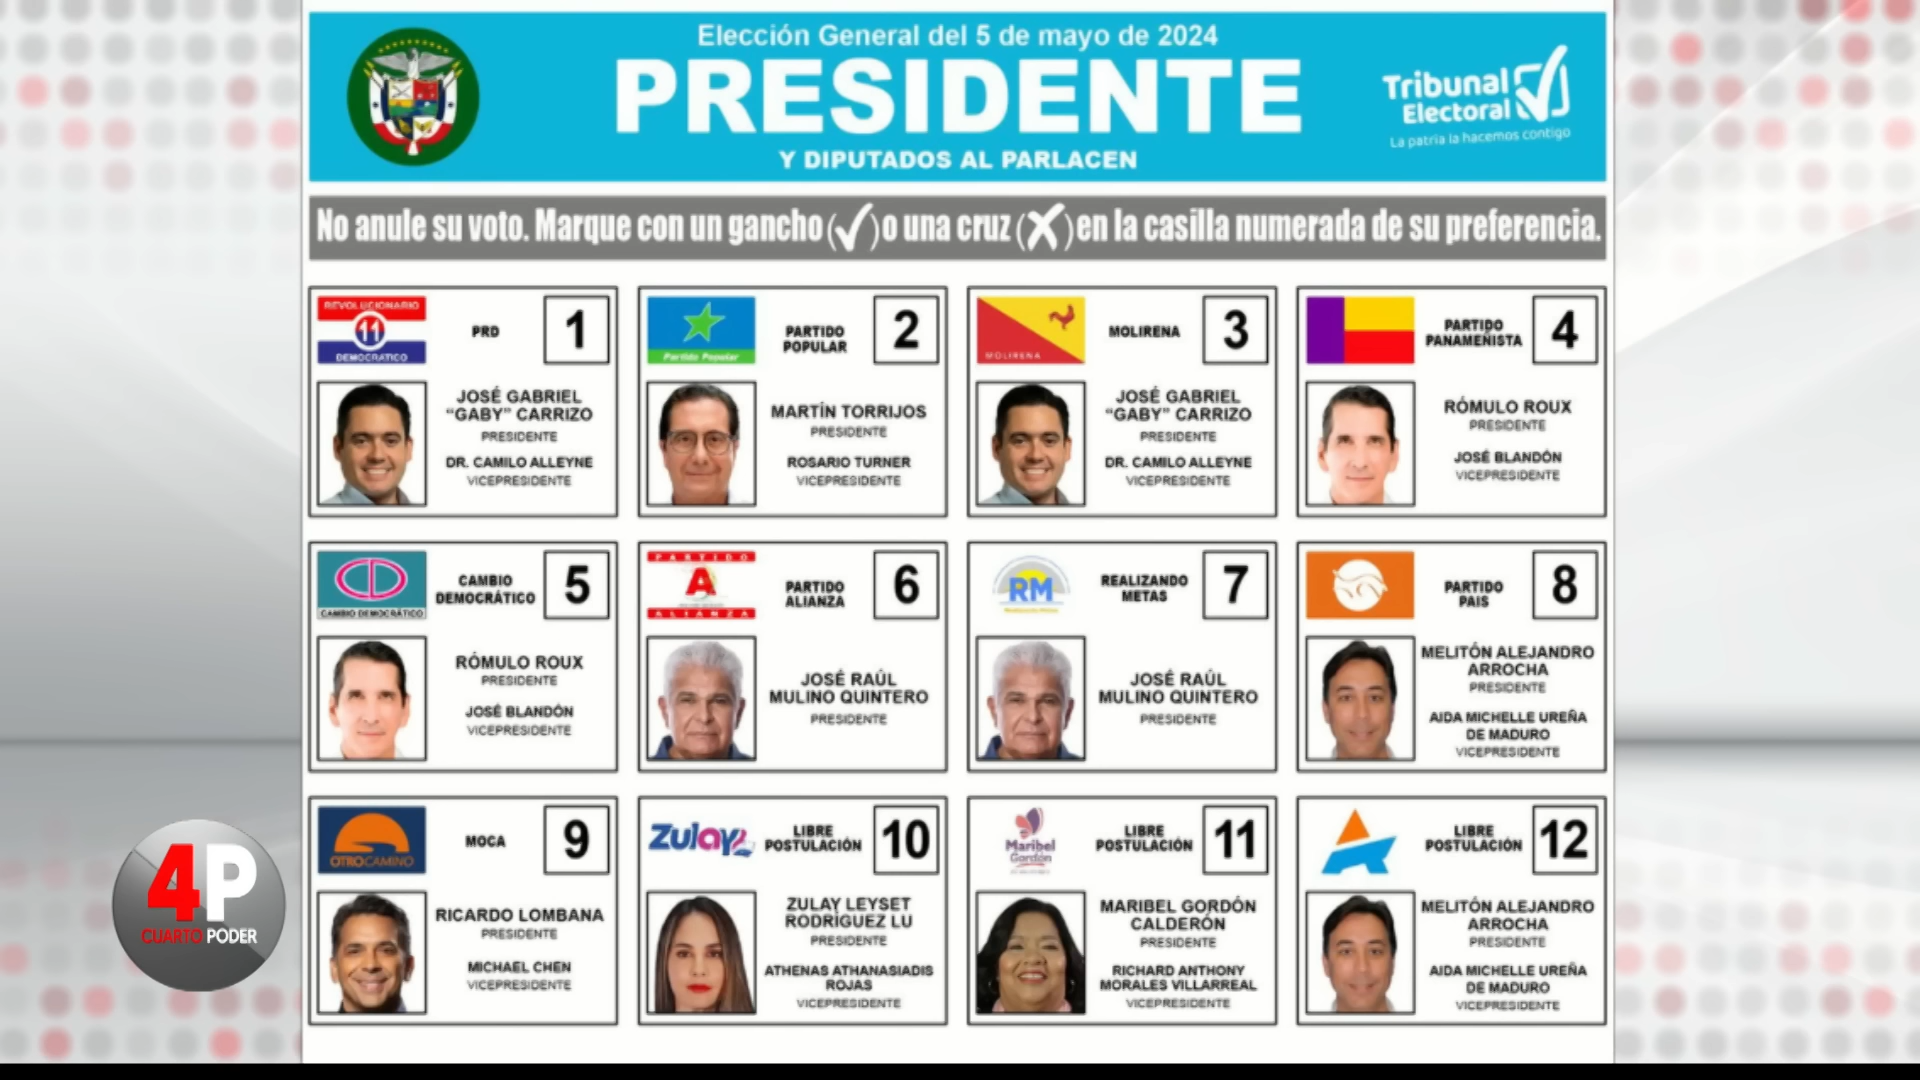 Elección General del 5 de mayo de 2024
PRESIDENTE
Y DIPUTADOS AL PARLACEN
Tribunal
Electoral
La patria la hacemos contigo
No anule su voto. Marque con un gancho (✓) o una cruz (✗) en la casilla numerada de su preferencia.
REVOLUCIONARIO
11
DEMOCRATICO
PRD
1
JOSÉ GABRIEL
“GABY” CARRIZO
PRESIDENTE
DR. CAMILO ALLEYNE
VICEPRESIDENTE
Partido Popular
PARTIDO
POPULAR
2
MARTÍN TORRIJOS
PRESIDENTE
ROSARIO TURNER
VICEPRESIDENTE
MOLIRENA
MOLIRENA
3
JOSÉ GABRIEL
“GABY” CARRIZO
PRESIDENTE
DR. CAMILO ALLEYNE
VICEPRESIDENTE
PARTIDO
PANAMEÑISTA
4
RÓMULO ROUX
PRESIDENTE
JOSÉ BLANDÓN
VICEPRESIDENTE
CD
CAMBIO DEMOCRÁTICO
CAMBIO
DEMOCRÁTICO
5
RÓMULO ROUX
PRESIDENTE
JOSÉ BLANDÓN
VICEPRESIDENTE
PARTIDO
A
ALIANZA
PARTIDO
ALIANZA
6
JOSÉ RAÚL
MULINO QUINTERO
PRESIDENTE
RM
REALIZANDO
METAS
7
JOSÉ RAÚL
MULINO QUINTERO
PRESIDENTE
PARTIDO
PAIS
8
MELITÓN ALEJANDRO
ARROCHA
PRESIDENTE
AIDA MICHELLE UREÑA
DE MADURO
VICEPRESIDENTE
OTRO CAMINO
MOCA
9
RICARDO LOMBANA
PRESIDENTE
MICHAEL CHEN
VICEPRESIDENTE
Zulay
LIBRE
POSTULACIÓN
10
ZULAY LEYSET
RODRÍGUEZ LU
PRESIDENTE
ATHENAS ATHANASIADIS
ROJAS
VICEPRESIDENTE
Maribel
Gordón
LIBRE
POSTULACIÓN
11
MARIBEL GORDÓN
CALDERÓN
PRESIDENTE
RICHARD ANTHONY
MORALES VILLARREAL
VICEPRESIDENTE
LIBRE
POSTULACIÓN
12
MELITÓN ALEJANDRO
ARROCHA
PRESIDENTE
AIDA MICHELLE UREÑA
DE MADURO
VICEPRESIDENTE
4P
CUARTO PODER